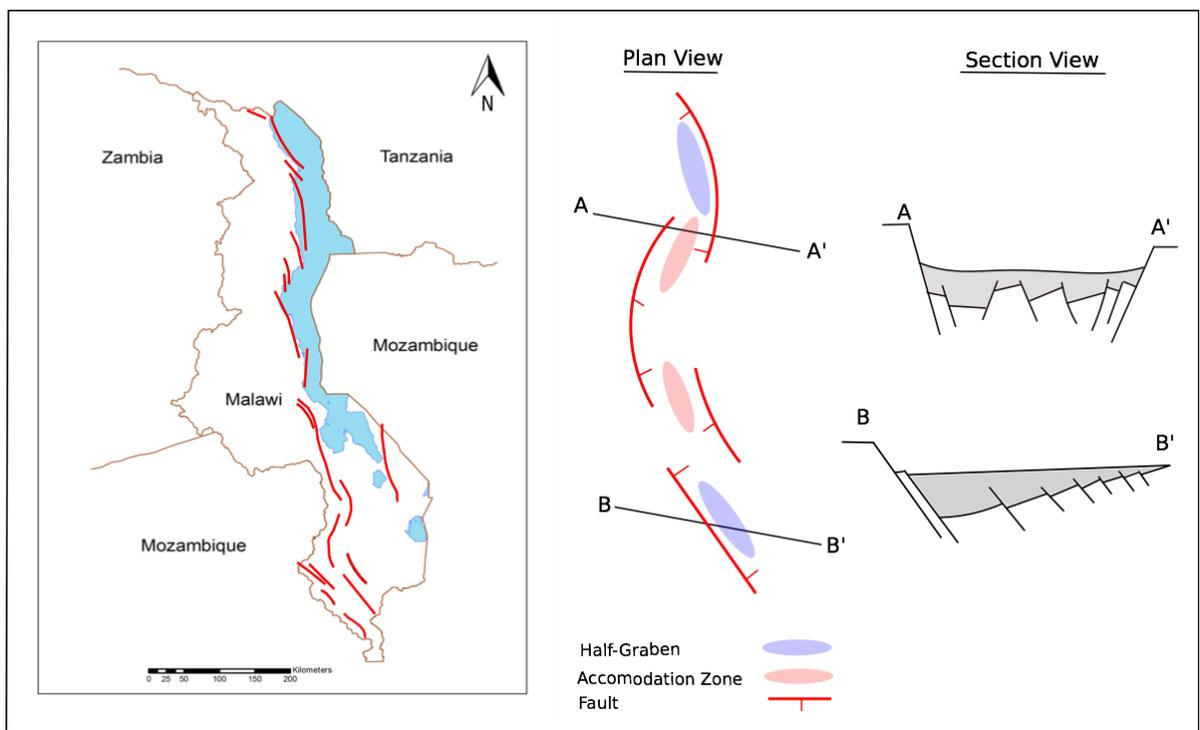 N
Zambia
Tanzania
Mozambique
Malawi
Mozambique
Kilometers
0 25 50 100 150 200
Plan View
A
A'
B
B'
Half-Graben
Accomodation Zone
Fault
Section View
A
A'
B
B'